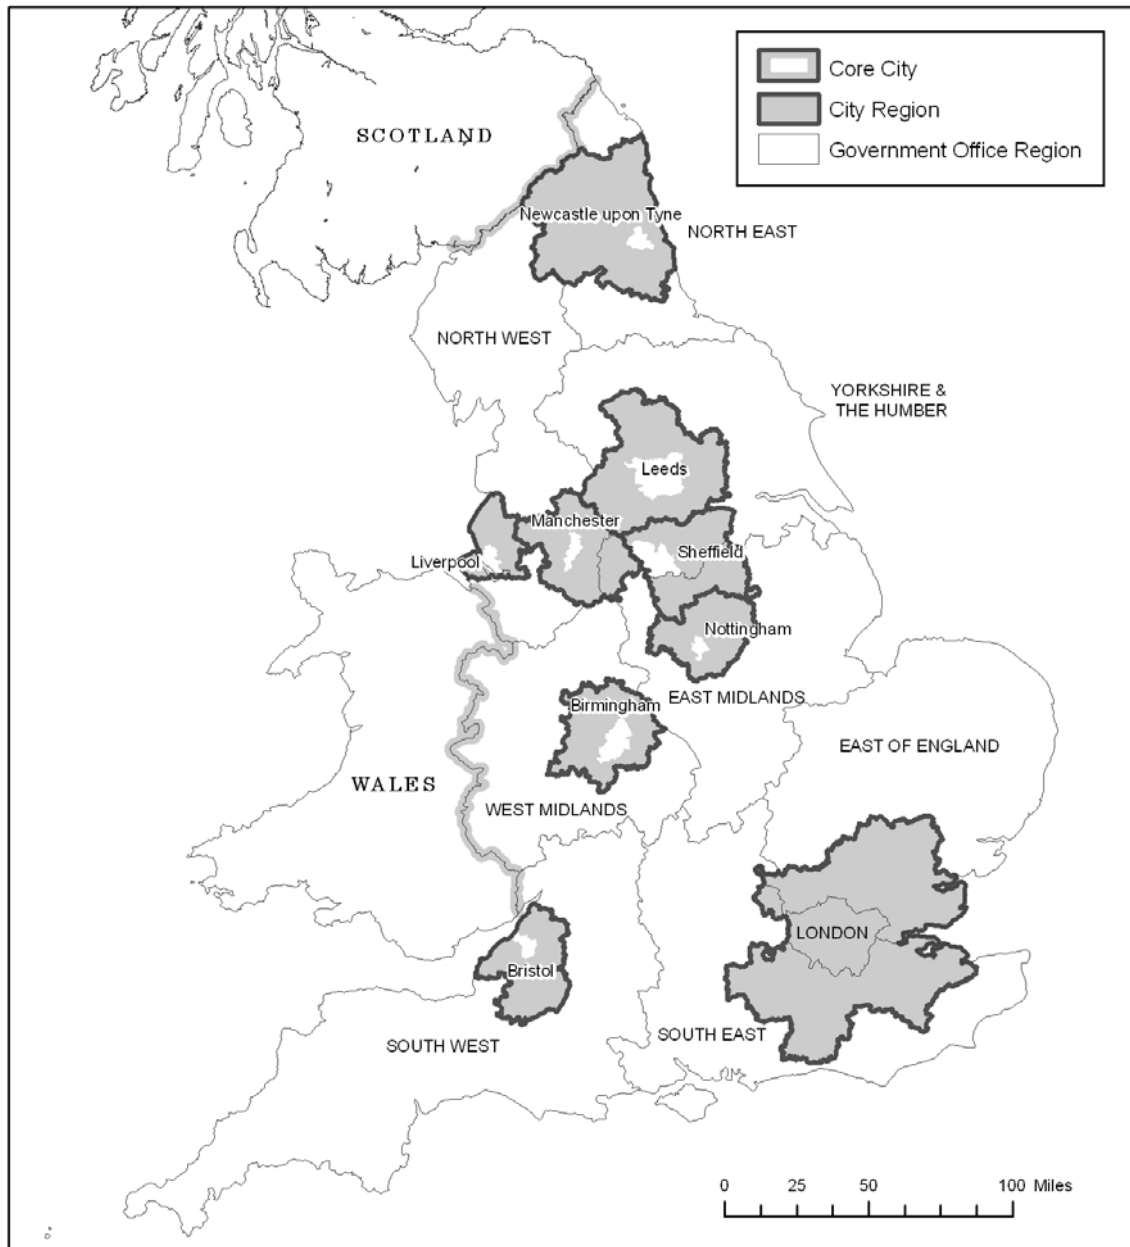 Core City
City Region
Government Office Region
SCOTLAND
Newcastle upon Tyne
NORTH EAST
NORTH WEST
YORKSHIRE &
THE HUMBER
Leeds
Manchester
Liverpool
Sheffield
Nottingham
EAST MIDLANDS
Birmingham
EAST OF ENGLAND
WALES
WEST MIDLANDS
LONDON
Bristol
SOUTH EAST
SOUTH WEST
0 25 50 100 Miles